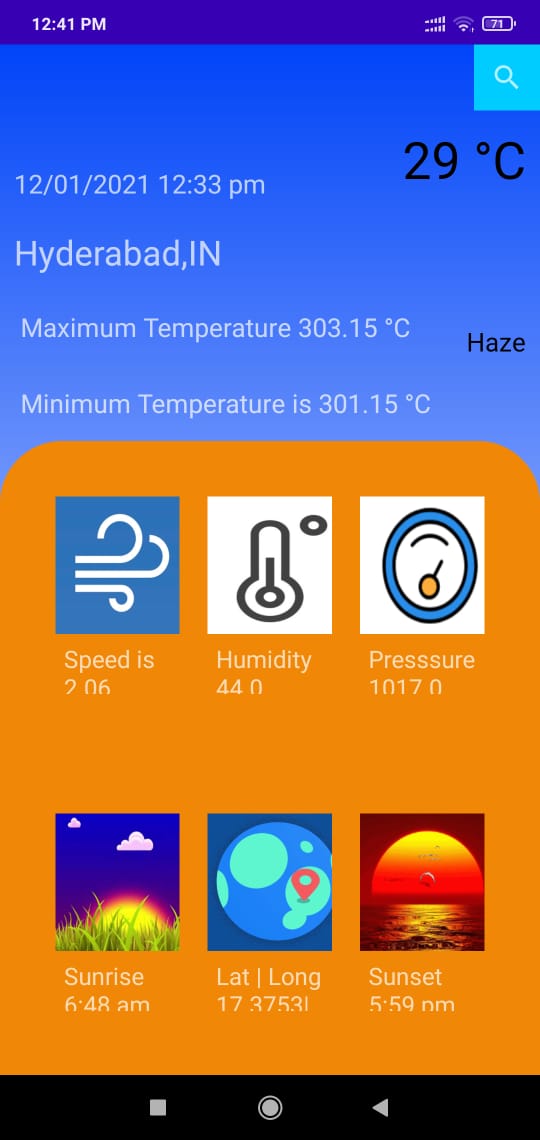 12:41 PM
71
29 °C
12/01/2021 12:33 pm
Hyderabad,IN
Maximum Temperature 303.15 °C
Haze
Minimum Temperature is 301.15 °C
Speed is
2.06
Humidity
44.0
Presssure
1017.0
Sunrise
6:48 am
Lat | Long
17.3753|
Sunset
5:59 pm